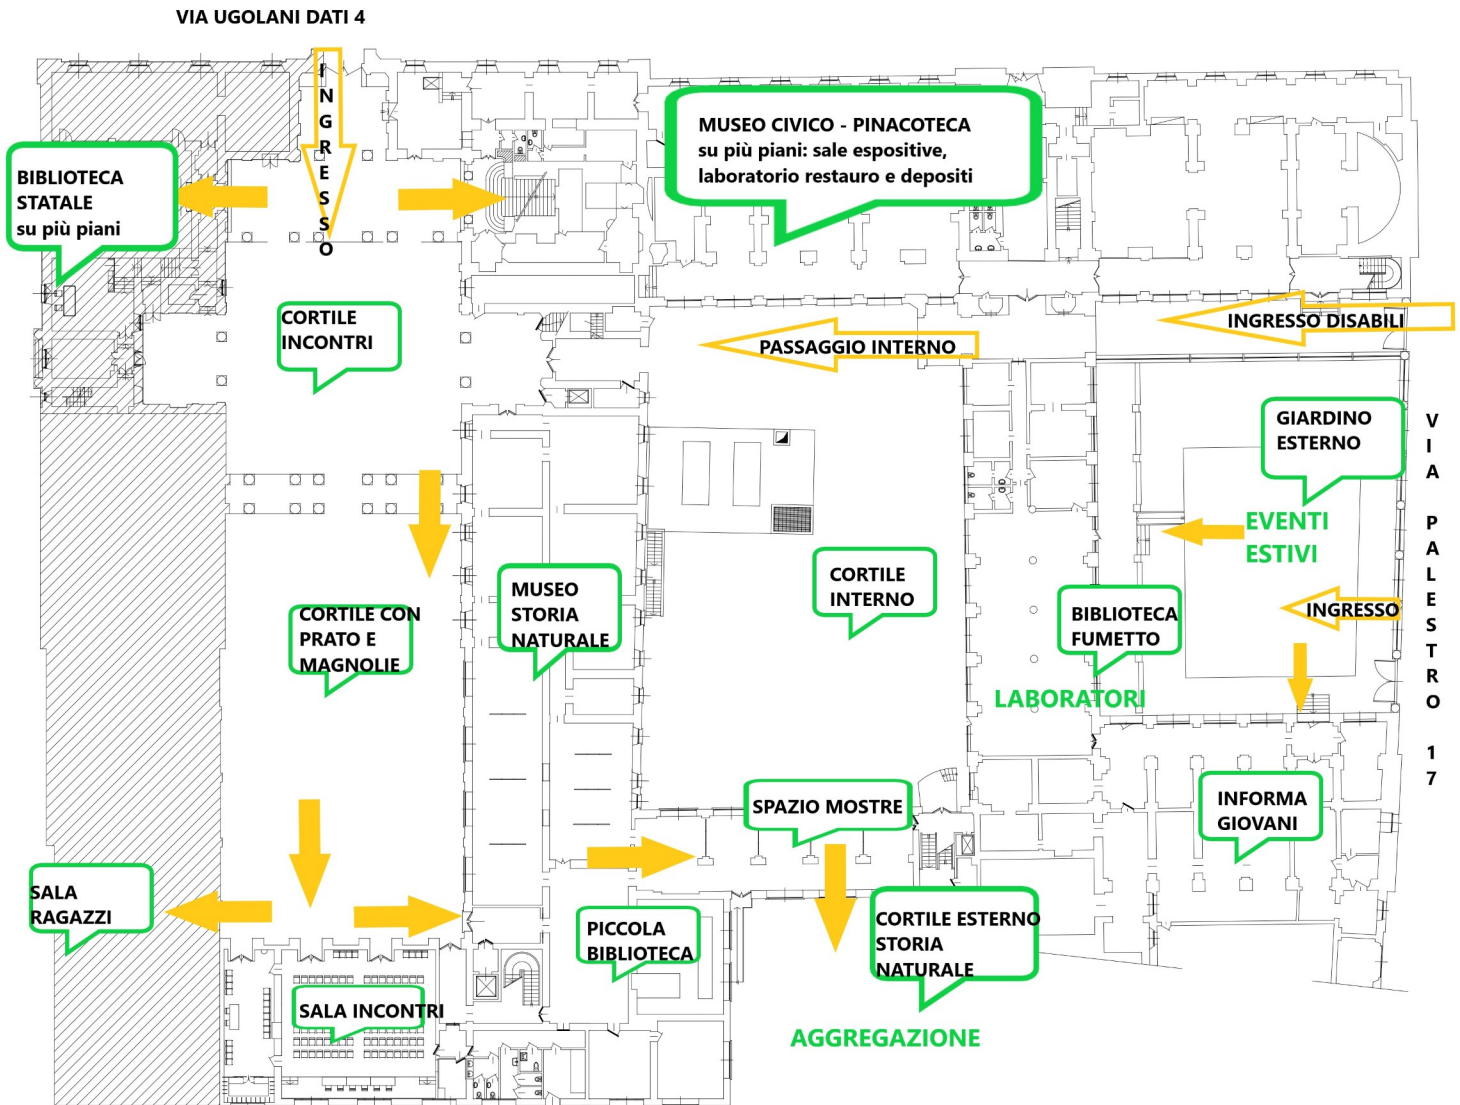 VIA UGOLANI DATI 4
INGRESSO
MUSEO CIVICO - PINACOTECA
su più piani: sale espositive,
laboratorio restauro e depositi
BIBLIOTECA
STATALE
su più piani
CORTILE
INCONTRI
PASSAGGIO INTERNO
INGRESSO DISABILI
GIARDINO
ESTERNO
VIA PALESTRO 17
EVENTI
ESTIVI
CORTILE
INTERNO
MUSEO
STORIA
NATURALE
CORTILE CON
PRATO E
MAGNOLIE
BIBLIOTECA
FUMETTO
INGRESSO
LABORATORI
SPAZIO MOSTRE
INFORMA
GIOVANI
SALA
RAGAZZI
PICCOLA
BIBLIOTECA
CORTILE ESTERNO
STORIA
NATURALE
SALA INCONTRI
AGGREGAZIONE